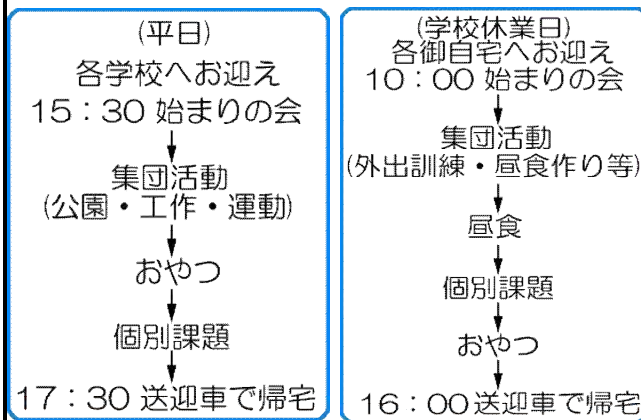 (平日)
各学校へお迎え
15：30 始まりの会
集団活動
(公園・工作・運動)
おやつ
個別課題
17：30 送迎車で帰宅
(学校休業日)
各御自宅へお迎え
10：00 始まりの会
集団活動
(外出訓練・昼食作り等)
昼食
個別課題
おやつ
16：00送迎車で帰宅